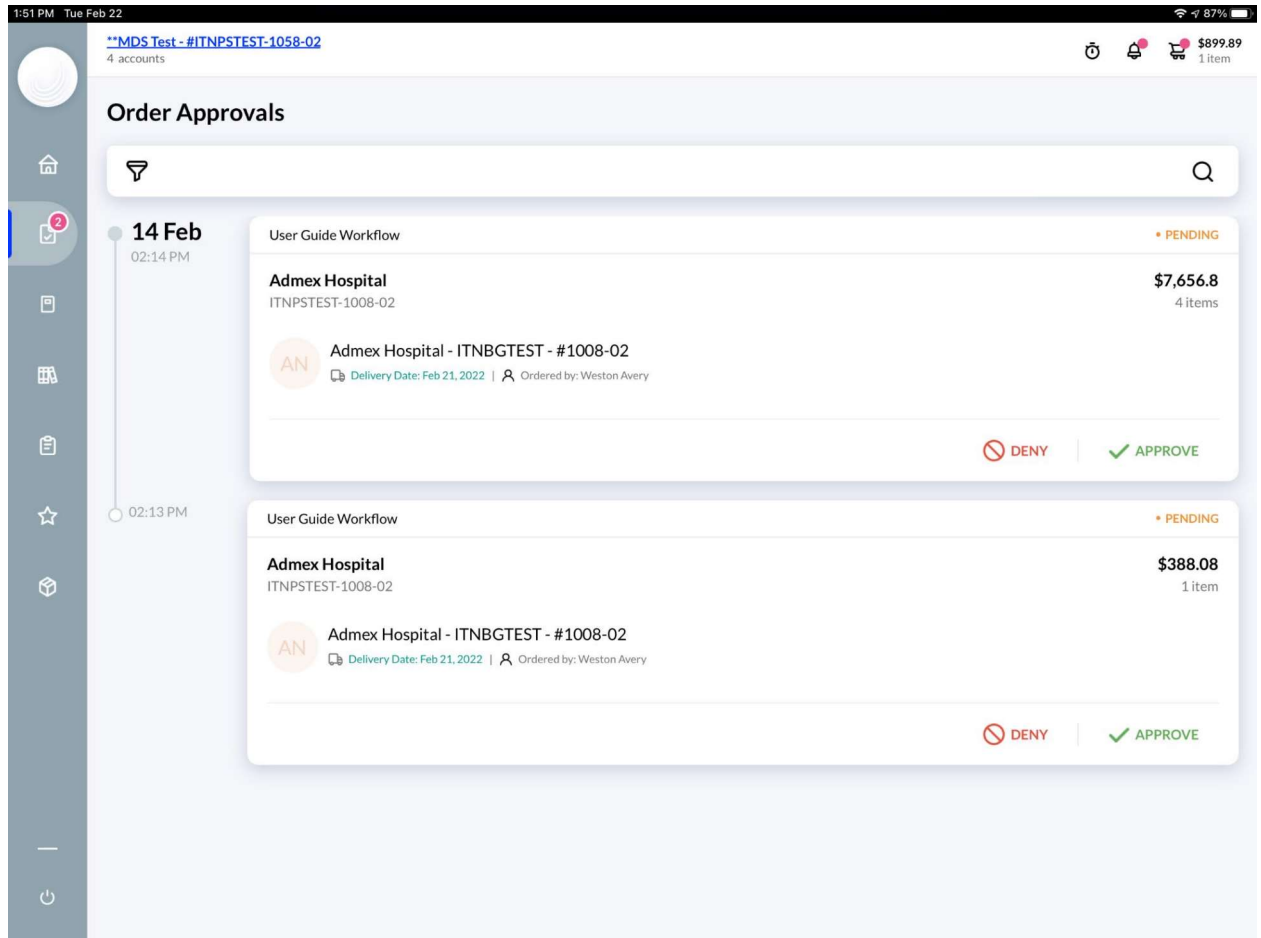 1:51 PM Tue Feb 22
87%
**MDS Test - #ITNPSTEST-1058-02
4 accounts
$899.89
1 item
Order Approvals
2
14 Feb
02:14 PM
User Guide Workflow
• PENDING
Admex Hospital
$7,656.8
ITNPSTEST-1008-02
4 items
AN
Admex Hospital - ITNBGTEST - #1008-02
Delivery Date: Feb 21, 2022 | Ordered by: Weston Avery
DENY
APPROVE
02:13 PM
User Guide Workflow
• PENDING
Admex Hospital
$388.08
ITNPSTEST-1008-02
1 item
AN
Admex Hospital - ITNBGTEST - #1008-02
Delivery Date: Feb 21, 2022 | Ordered by: Weston Avery
DENY
APPROVE